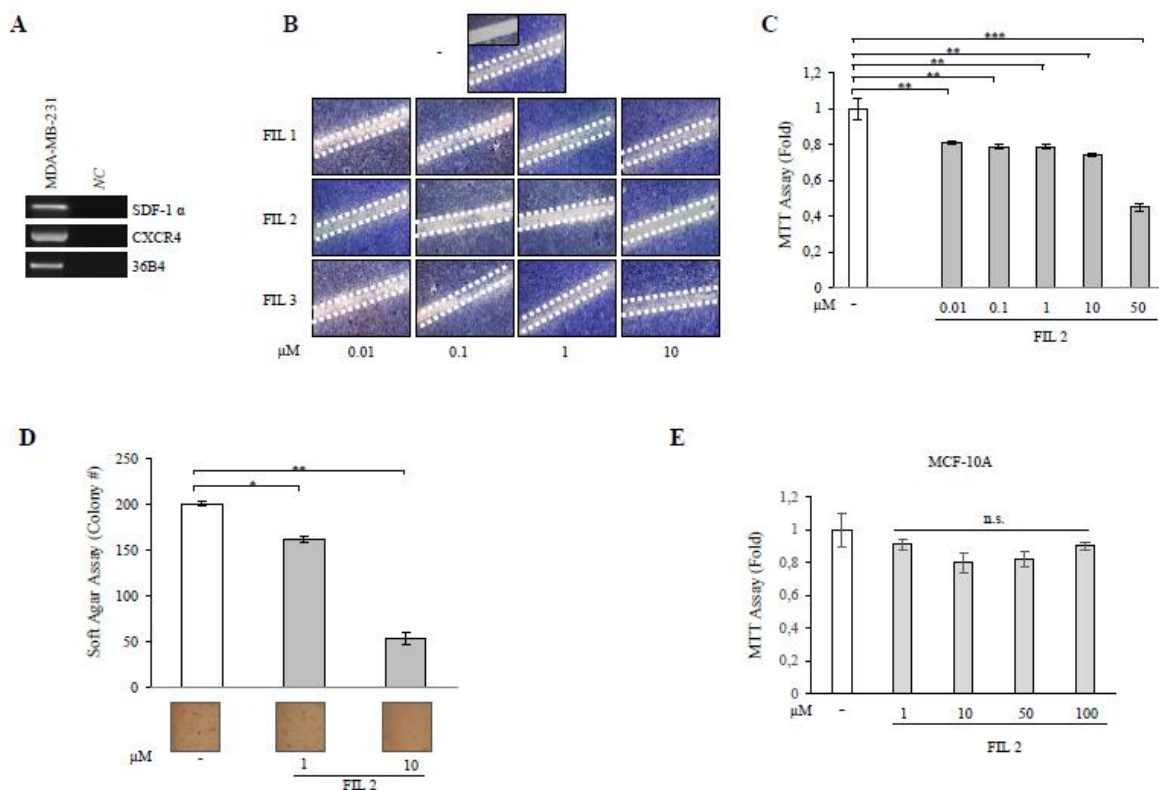 A
MDA-MB-231
NC
SDF-1 α
CXCR4
36B4
B
-
FIL 1
FIL 2
FIL 3
μM 0.01 0.1 1 10
C
***
**
**
**
**
MTT Assay (Fold)
1,2
1
0,8
0,6
0,4
0,2
0
μM - 0.01 0.1 1 10 50
FIL 2
D
Soft Agar Assay (Colony #)
250
200
150
100
50
0
**
*
μM - 1 10
FIL 2
E
MCF-10A
MTT Assay (Fold)
1,2
1
0,8
0,6
0,4
0,2
0
n.s.
μM - 1 10 50 100
FIL 2